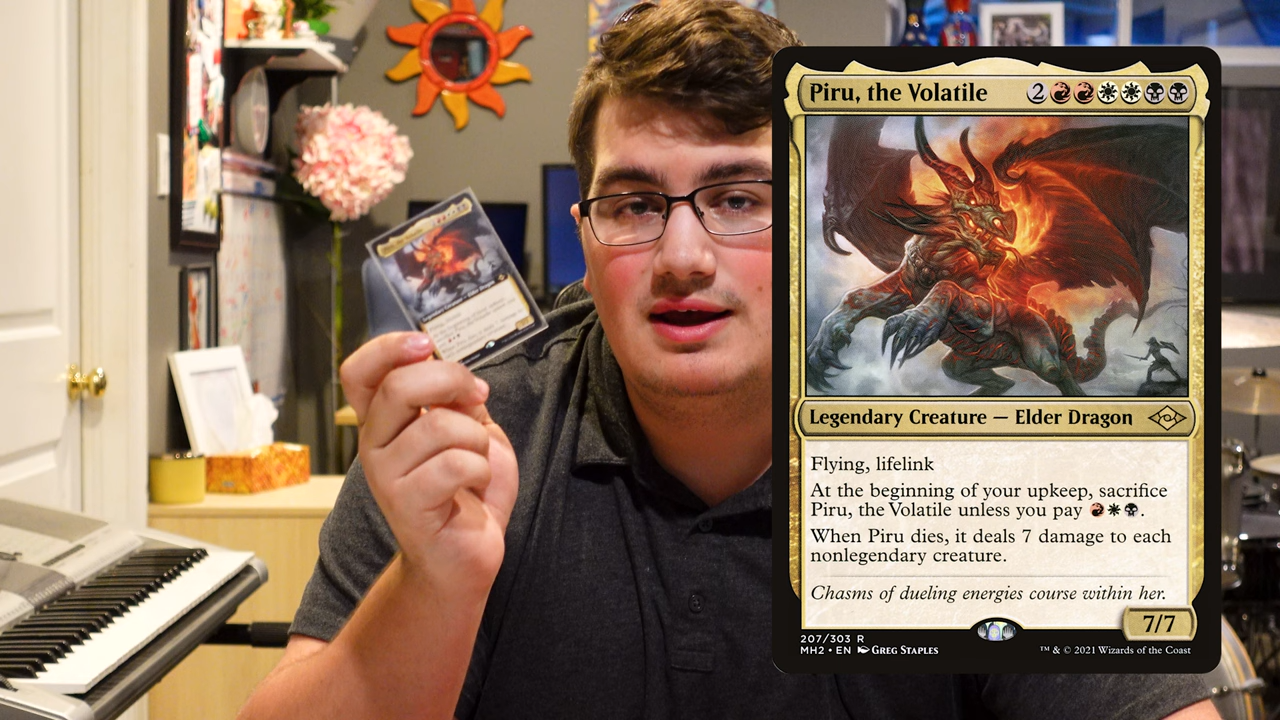 Piru, the Volatile 2
Legendary Creature — Elder Dragon
Flying, lifelink
At the beginning of your upkeep, sacrifice
Piru, the Volatile unless you pay .
When Piru dies, it deals 7 damage to each
nonlegendary creature.
Chasms of dueling energies course within her.
7/7
207/303 R
MH2 • EN GREG STAPLES
™ & © 2021 Wizards of the Coast